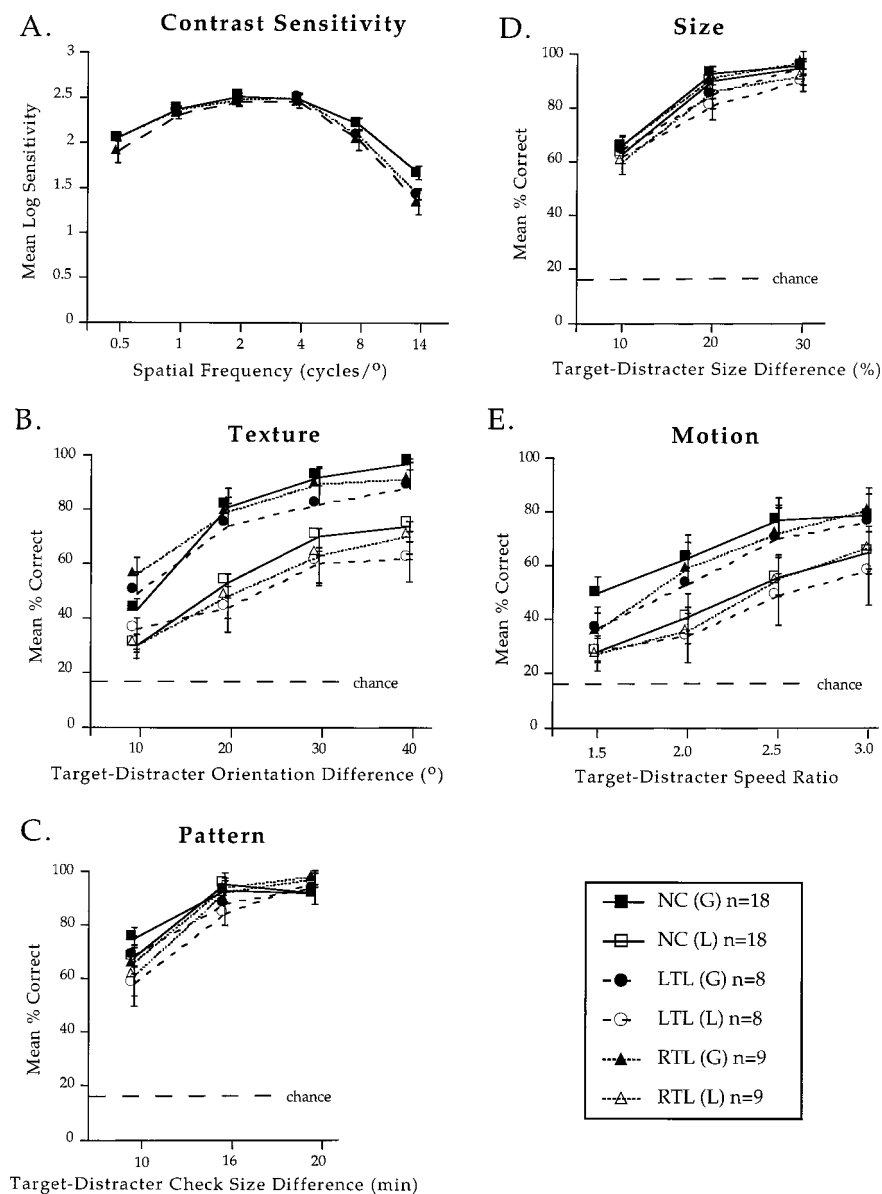 A.
Contrast Sensitivity
3
2.5
2
1.5
1
0.5
0
Mean Log Sensitivity
0.5 1 2 4 8 14
Spatial Frequency (cycles/°)
D.
Size
100
80
60
40
20
0
Mean % Correct
chance
10 20 30
Target-Distracter Size Difference (%)
B.
Texture
100
80
60
40
20
0
Mean % Correct
chance
10 20 30 40
Target-Distracter Orientation Difference (°)
E.
Motion
100
80
60
40
20
0
Mean % Correct
chance
1.5 2.0 2.5 3.0
Target-Distracter Speed Ratio
C.
Pattern
100
80
60
40
20
0
Mean % Correct
chance
10 16 20
Target-Distracter Check Size Difference (min)
NC (G) n=18
NC (L) n=18
LTL (G) n=8
LTL (L) n=8
RTL (G) n=9
RTL (L) n=9